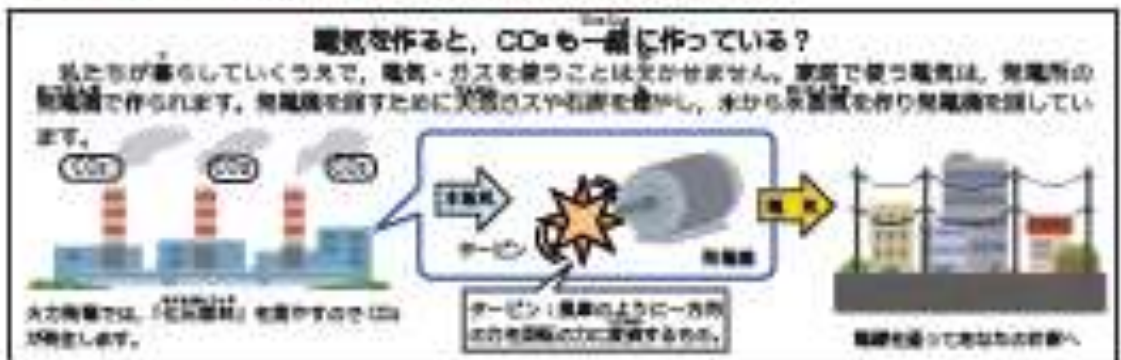 電気を作ると，CO₂も一緒に作っている？
私たちが暮らしていくうえで，電気・ガスを使うことは欠かせません。家庭で使う電気は，発電所の
発電機で作られます。発電機を回すために天然ガスや石炭を燃やし，水から水蒸気を作り発電機を回してい
ます。
CO₂
CO₂
CO₂
水蒸気
タービン
発電機
電気
火力発電では，「化石燃料」を燃やすのでCO₂
が発生します。
タービン：風車のように一方向
の力を回転の力に変換するもの。
電線を通ってあなたの